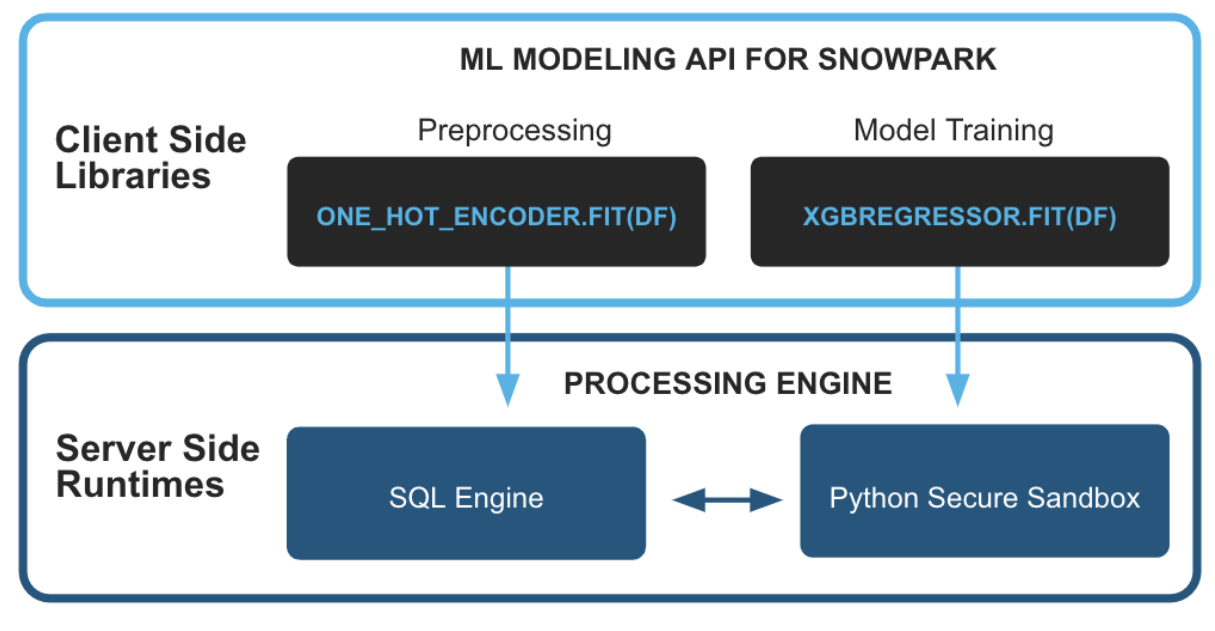 ML MODELING API FOR SNOWPARK
Client Side
Libraries
Preprocessing
Model Training
ONE_HOT_ENCODER.FIT(DF)
XGBREGRESSOR.FIT(DF)
PROCESSING ENGINE
Server Side
Runtimes
SQL Engine
Python Secure Sandbox